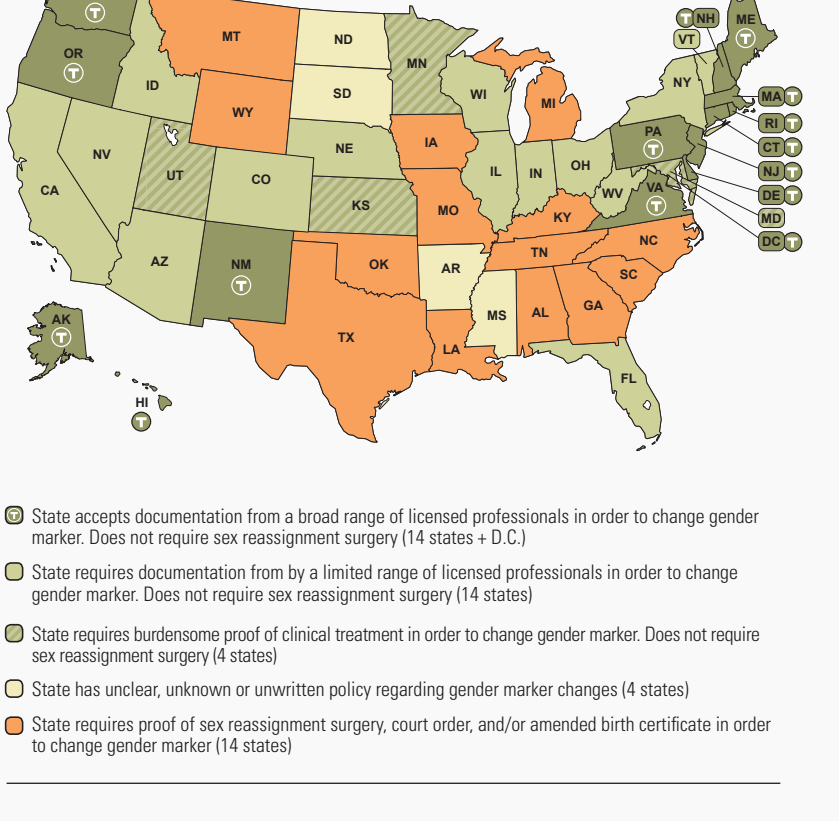 T
T NH
ME
T
VT
OR
T
MT
ND
MN
ID
SD
WI
NY
MI
MA T
WY
RI T
PA
T
IA
CT T
NV
NE
IL
IN
OH
NJ T
UT
CO
WV
VA
T
DE T
CA
KS
MO
KY
MD
DC T
NC
TN
AZ
NM
T
OK
AR
SC
MS
AL
GA
AK
T
TX
LA
FL
HI
T
T State accepts documentation from a broad range of licensed professionals in order to change gender
marker. Does not require sex reassignment surgery (14 states + D.C.)
State requires documentation from by a limited range of licensed professionals in order to change
gender marker. Does not require sex reassignment surgery (14 states)
State requires burdensome proof of clinical treatment in order to change gender marker. Does not require
sex reassignment surgery (4 states)
State has unclear, unknown or unwritten policy regarding gender marker changes (4 states)
State requires proof of sex reassignment surgery, court order, and/or amended birth certificate in order
to change gender marker (14 states)